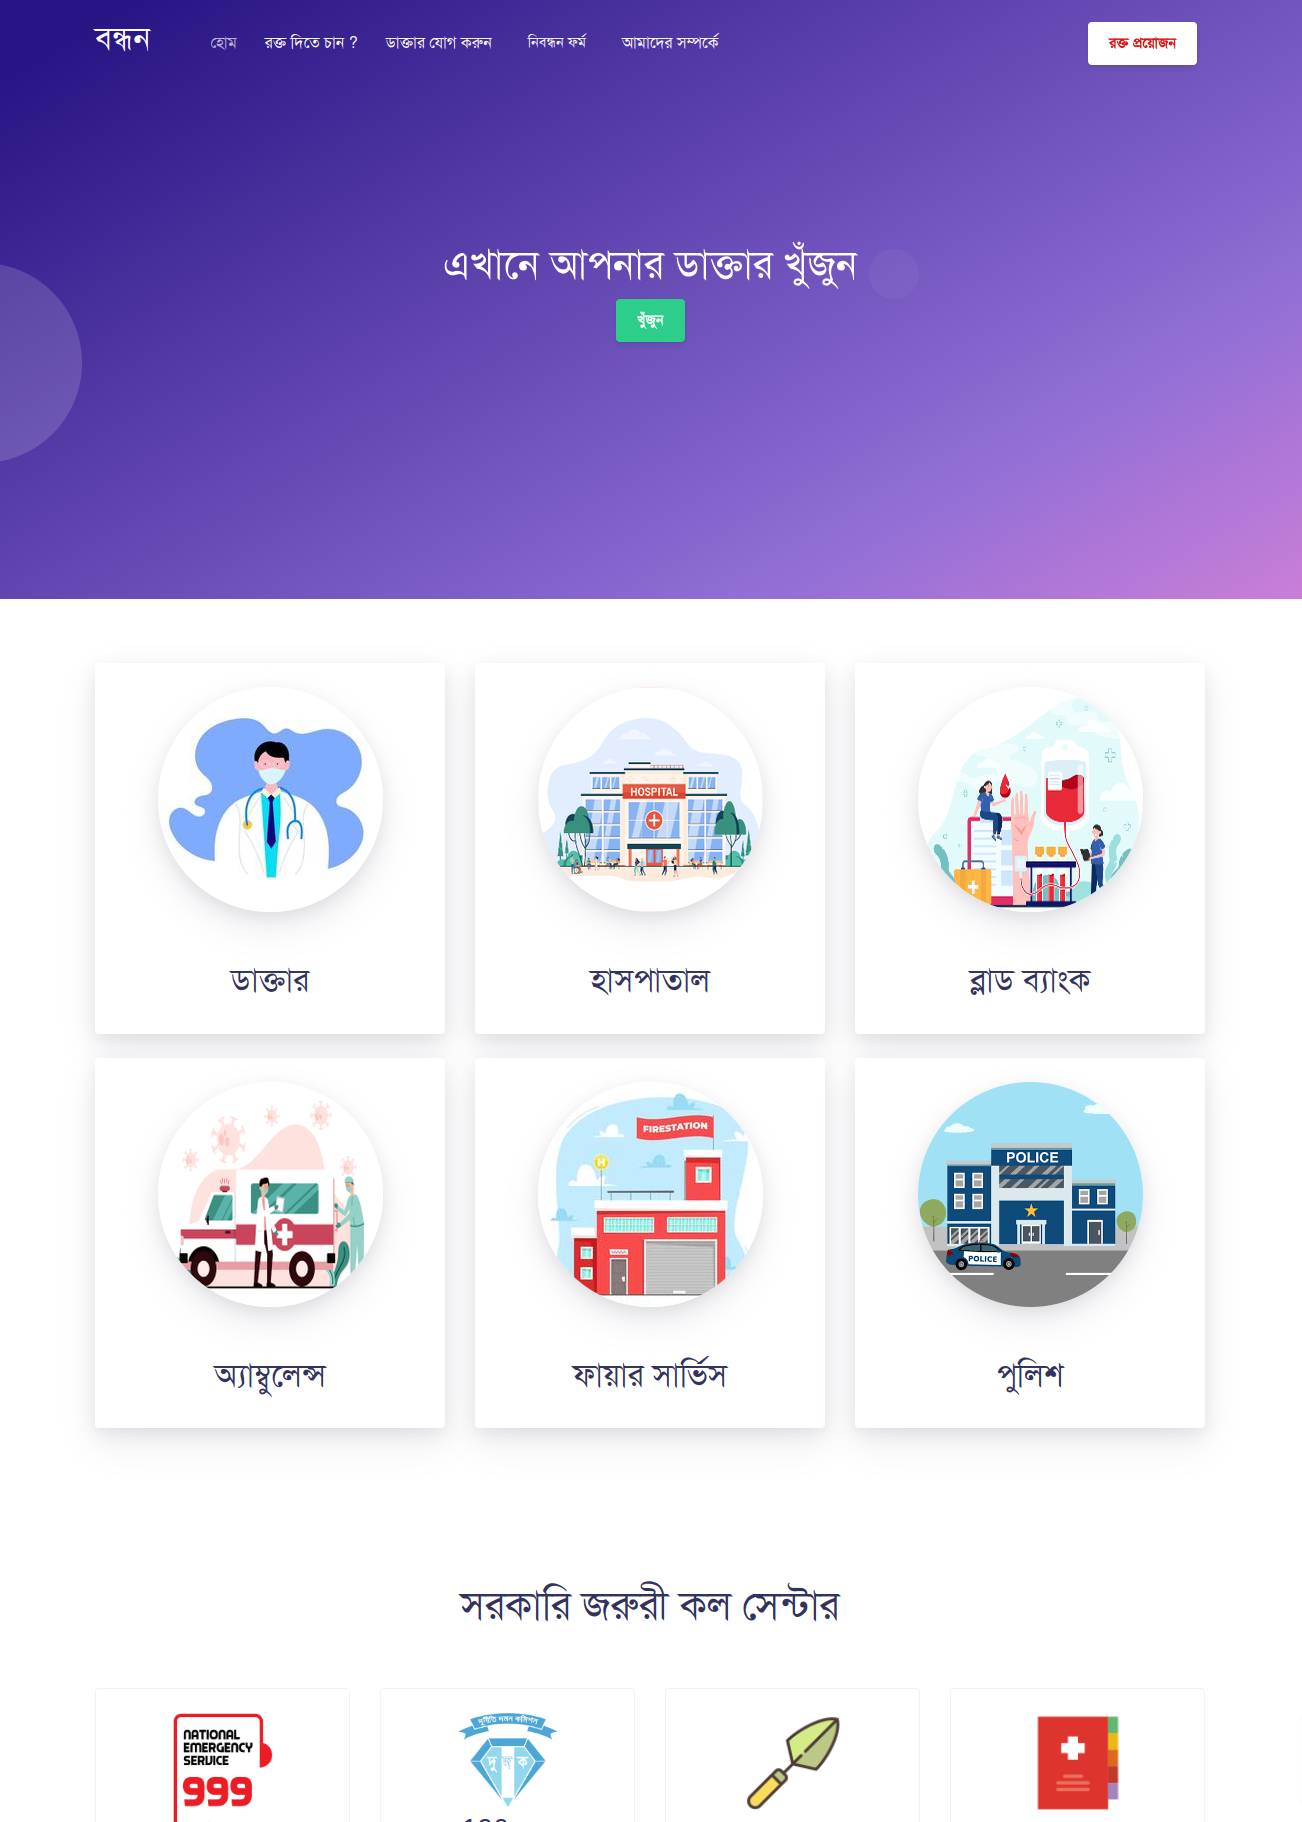 বন্ধন
হোম
রক্ত দিতে চান ?
ডাক্তার যোগ করুন
নিবন্ধন ফর্ম
আমাদের সম্পর্কে
রক্ত প্রয়োজন
এখানে আপনার ডাক্তার খুঁজুন
খুঁজুন
HOSPITAL
ডাক্তার
হাসপাতাল
ব্লাড ব্যাংক
FIRESTATION
H
POLICE
POLICE
অ্যাম্বুলেন্স
ফায়ার সার্ভিস
পুলিশ
সরকারি জরুরী কল সেন্টার
NATIONAL
EMERGENCY
SERVICE
999
দুর্নীতি দমন কমিশন
দুদক